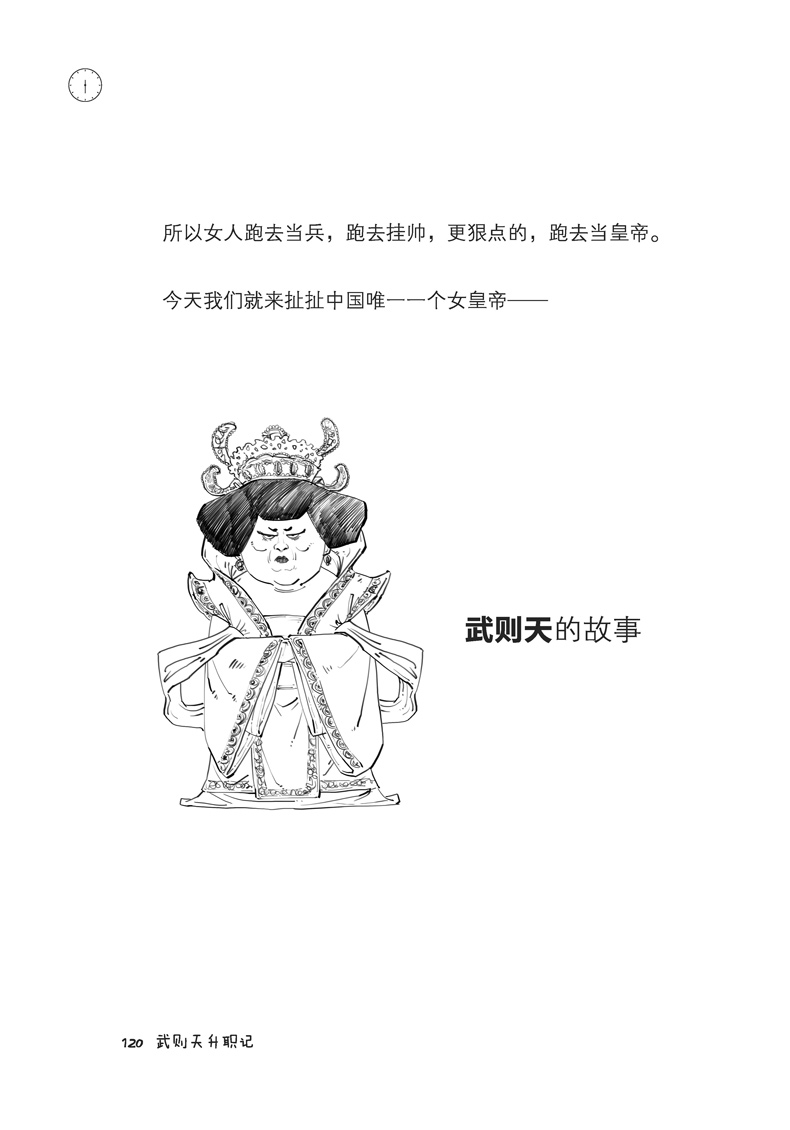 所以女人跑去当兵，跑去挂帅，更狠点的，跑去当皇帝。
今天我们就来扯扯中国唯一一个女皇帝——
武则天的故事
120 武则天升职记